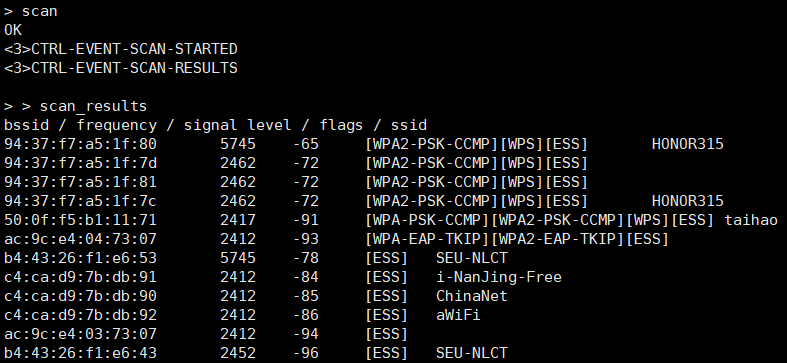 > scan
OK
<3>CTRL-EVENT-SCAN-STARTED
<3>CTRL-EVENT-SCAN-RESULTS
> > scan_results
bssid / frequency / signal level / flags / ssid
94:37:f7:a5:1f:80 5745 -65 [WPA2-PSK-CCMP][WPS][ESS] HONOR315
94:37:f7:a5:1f:7d 2462 -72 [WPA2-PSK-CCMP][WPS][ESS]
94:37:f7:a5:1f:81 2462 -72 [WPA2-PSK-CCMP][WPS][ESS]
94:37:f7:a5:1f:7c 2462 -72 [WPA2-PSK-CCMP][WPS][ESS] HONOR315
50:0f:f5:b1:11:71 2417 -91 [WPA-PSK-CCMP][WPA2-PSK-CCMP][WPS][ESS] taihao
ac:9c:e4:04:73:07 2412 -93 [WPA-EAP-TKIP][WPA2-EAP-TKIP][ESS]
b4:43:26:f1:e6:53 5745 -78 [ESS] SEU-NLCT
c4:ca:d9:7b:db:91 2412 -84 [ESS] i-NanJing-Free
c4:ca:d9:7b:db:90 2412 -85 [ESS] ChinaNet
c4:ca:d9:7b:db:92 2412 -86 [ESS] aWiFi
ac:9c:e4:03:73:07 2412 -94 [ESS]
b4:43:26:f1:e6:43 2452 -96 [ESS] SEU-NLCT